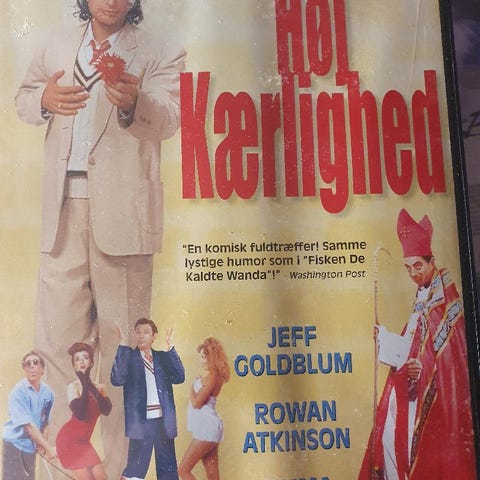 Høj
Kærlighed
"En komisk fuldtræffer! Samme
lystige humor som i "Fisken De
Kaldte Wanda"!" - Washington Post
JEFF
GOLDBLUM
ROWAN
ATKINSON